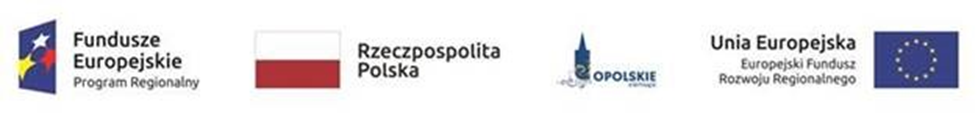 Fundusze
Europejskie
Program Regionalny
Rzeczpospolita
Polska
OPOLSKIE
Unia Europejska
Europejski Fundusz
Rozwoju Regionalnego